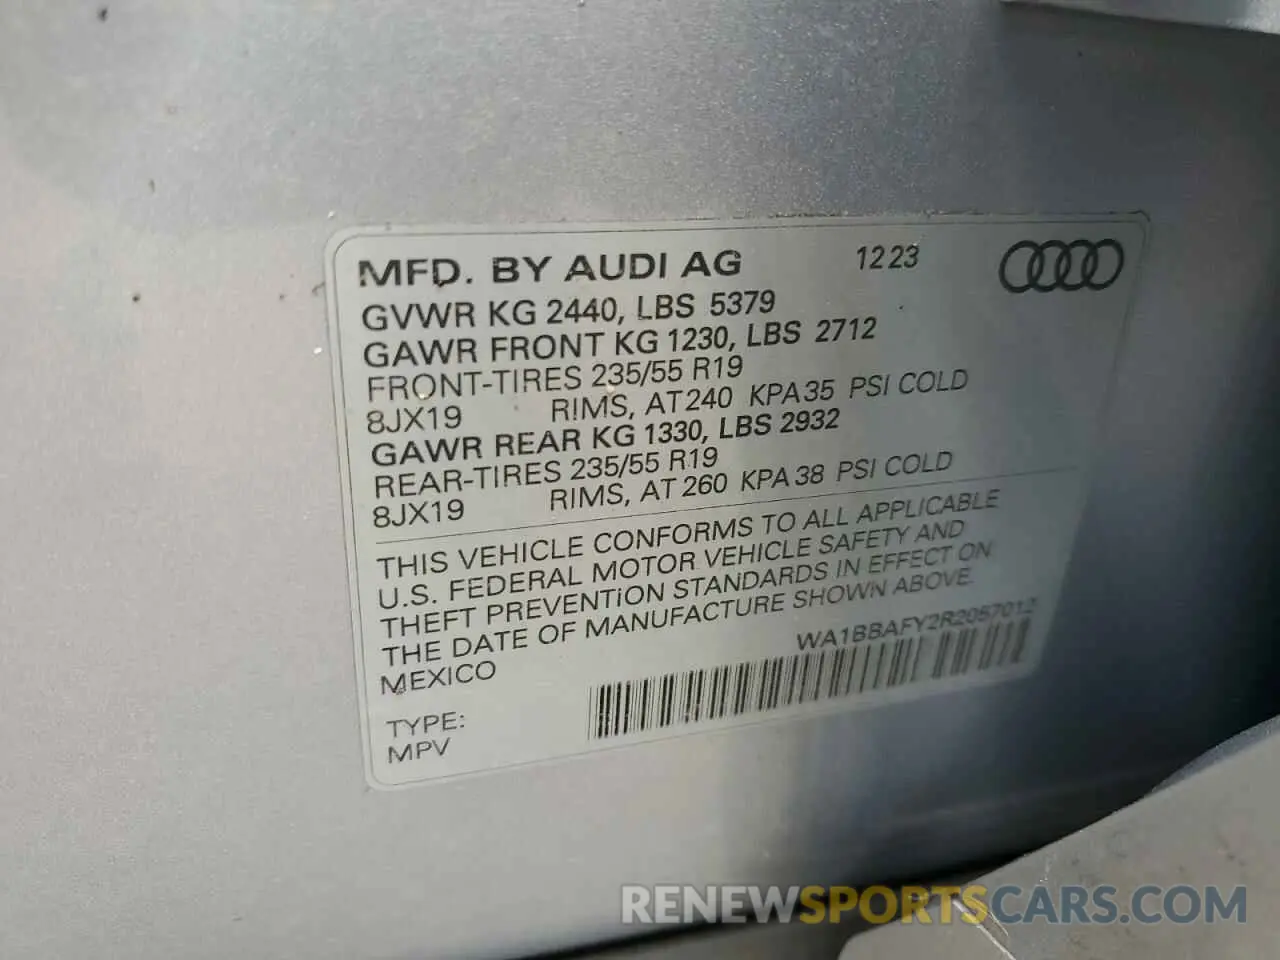 MFD. BY AUDI AG 12 23
GVWR KG 2440, LBS 5379
GAWR FRONT KG 1230, LBS 2712
FRONT-TIRES 235/55 R19
8JX19 RIMS, AT 240 KPA 35 PSI COLD
GAWR REAR KG 1330, LBS 2932
REAR-TIRES 235/55 R19
8JX19 RIMS, AT 260 KPA 38 PSI COLD
THIS VEHICLE CONFORMS TO ALL APPLICABLE
U.S. FEDERAL MOTOR VEHICLE SAFETY AND
THEFT PREVENTION STANDARDS IN EFFECT ON
THE DATE OF MANUFACTURE SHOWN ABOVE.
MEXICO WA1BBAFY2R2057012
TYPE:
MPV
RENEWSPORTSCARS.COM